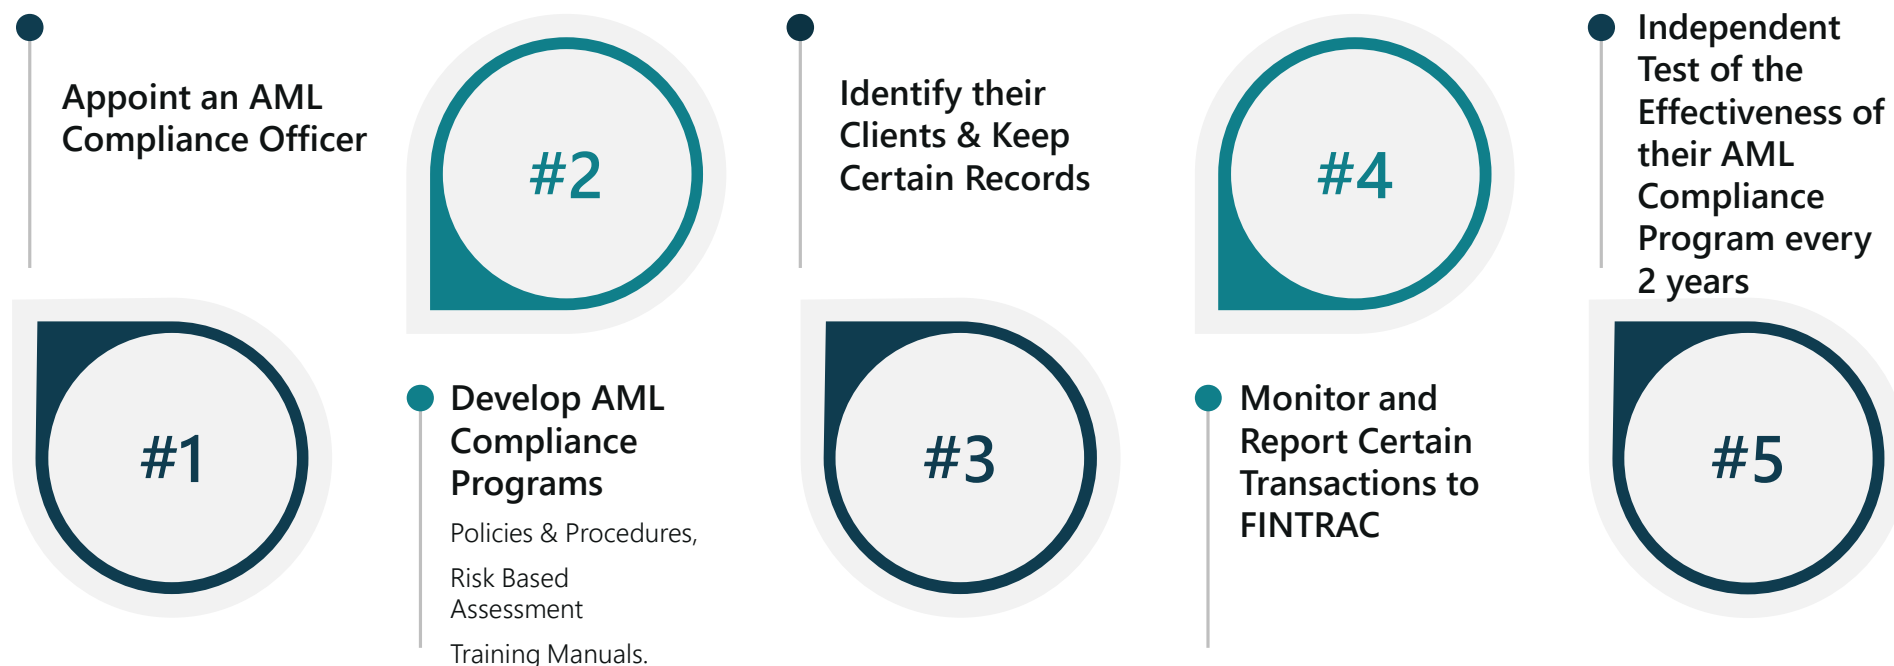 #1
Appoint an AML
Compliance Officer
#2
Develop AML
Compliance
Programs
Policies & Procedures,
Risk Based
Assessment
Training Manuals.
#3
Identify their
Clients & Keep
Certain Records
#4
Monitor and
Report Certain
Transactions to
FINTRAC
#5
Independent
Test of the
Effectiveness of
their AML
Compliance
Program every
2 years